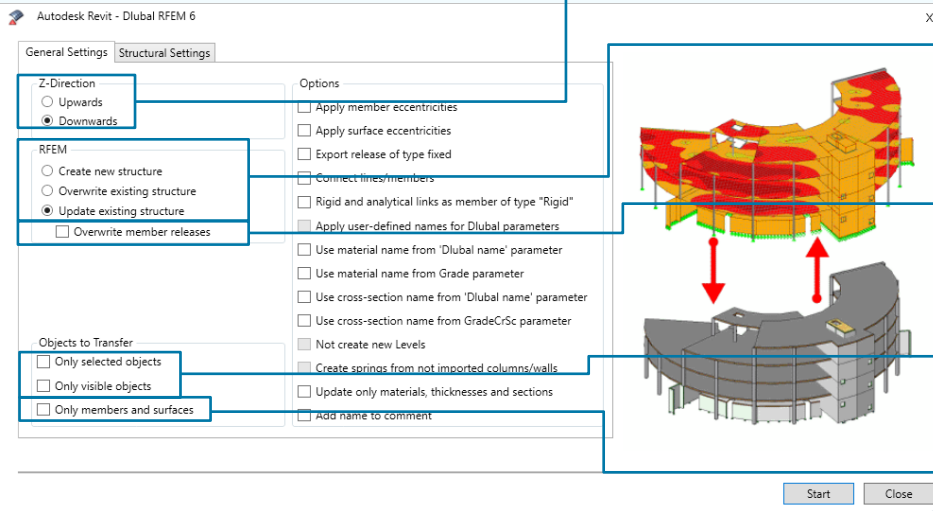 Autodesk Revit - Dlubal RFEM 6
X
General Settings
Structural Settings
Z-Direction
Upwards
Downwards
RFEM
Create new structure
Overwrite existing structure
Update existing structure
Overwrite member releases
Objects to Transfer
Only selected objects
Only visible objects
Only members and surfaces
Options
Apply member eccentricities
Apply surface eccentricities
Export release of type fixed
Connect lines/members
Rigid and analytical links as member of type "Rigid"
Apply user-defined names for Dlubal parameters
Use material name from 'Dlubal name' parameter
Use material name from Grade parameter
Use cross-section name from 'Dlubal name' parameter
Use cross-section name from GradeCrSc parameter
Not create new Levels
Create springs from not imported columns/walls
Update only materials, thicknesses and sections
Add name to comment
Start
Close